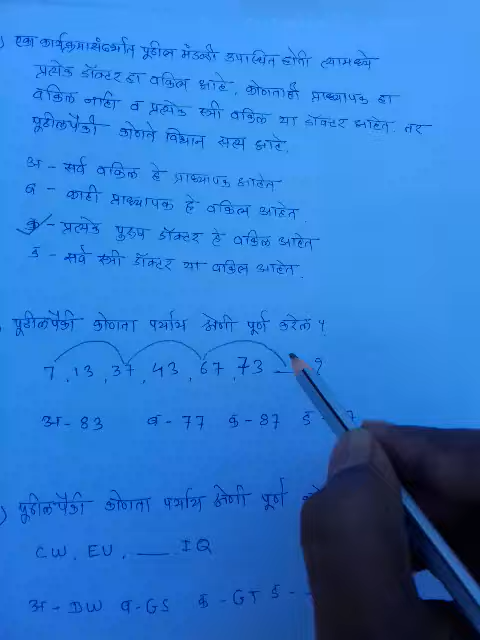 एका कार्यक्रमासंदर्भात पुढील मंडळी उपस्थित होती त्यामध्ये
प्रत्येक डॉक्टर हा वकिल आहे, कोणताही प्राध्यापक हा
वकिल नाही व प्रत्येक स्त्री वकिल या डॉक्टर आहेत. तर
पुढीलपैकी कोणते विधान सत्य आहे.
अ - सर्व वकिल हे प्राध्यापक आहेत
ब - काही प्राध्यापक हे वकिल आहेत.
क - प्रत्येक पुरुष डॉक्टर हे वकिल आहेत
ड - सर्व स्त्री डॉक्टर या वकिल आहेत.
पुढीलपैकी कोणता पर्याय श्रेणी पूर्ण करेल ?
7, 13, 37, 43, 67, 73 ___ ?
अ - 83 ब - 77 क - 87 ड - 7
पुढीलपैकी कोणता पर्याय श्रेणी पूर्ण
CW, EU, ___ IQ
अ - DW ब - GS क - GT ड -